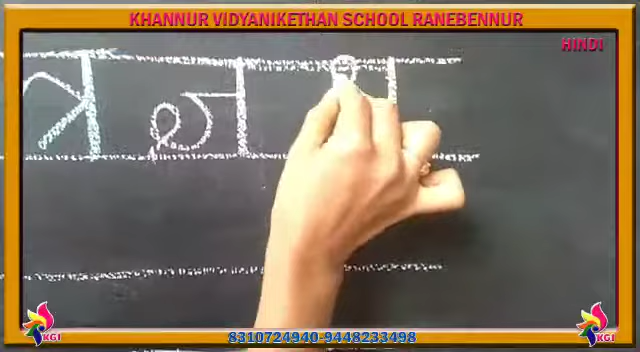 KHANNUR VIDYANIKETHAN SCHOOL RANEBENNUR
HINDI
त्र ज्ञ
KGI 8310724940-9448233498 KGI